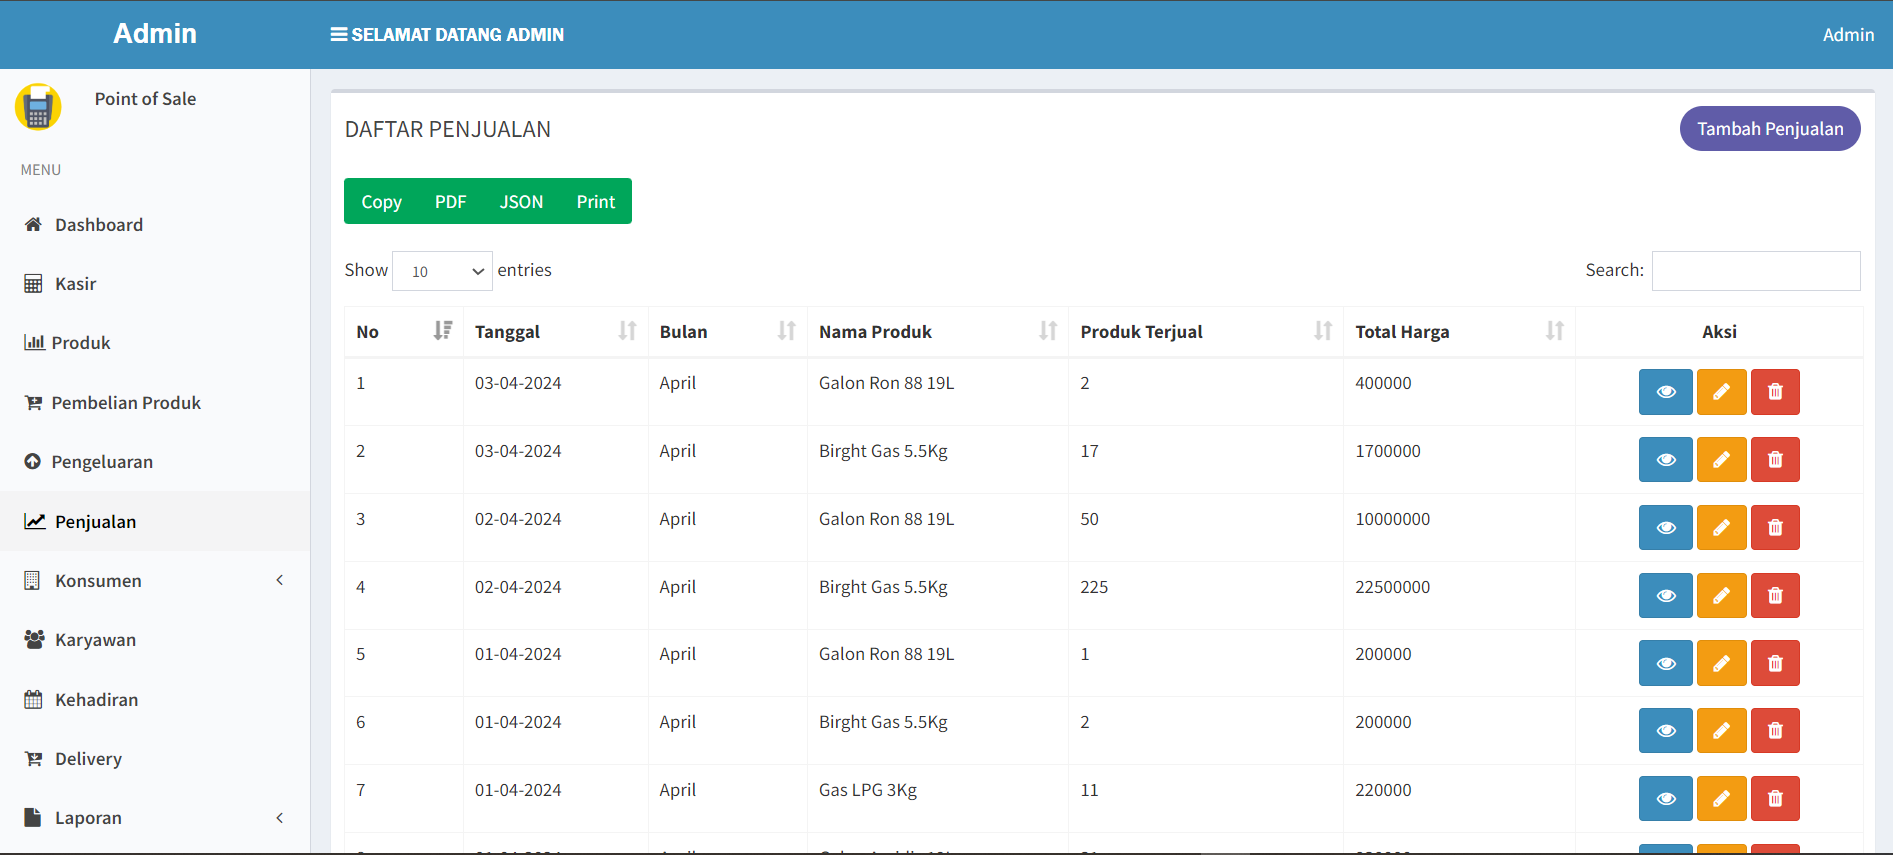 Admin
SELAMAT DATANG ADMIN
Admin
Point of Sale
MENU
Dashboard
Kasir
Produk
Pembelian Produk
Pengeluaran
Penjualan
Konsumen
Karyawan
Kehadiran
Delivery
Laporan
DAFTAR PENJUALAN
Tambah Penjualan
Copy PDF JSON Print
Show 10 entries
Search:
No Tanggal Bulan Nama Produk Produk Terjual Total Harga Aksi
1 03-04-2024 April Galon Ron 88 19L 2 400000
2 03-04-2024 April Birght Gas 5.5Kg 17 1700000
3 02-04-2024 April Galon Ron 88 19L 50 10000000
4 02-04-2024 April Birght Gas 5.5Kg 225 22500000
5 01-04-2024 April Galon Ron 88 19L 1 200000
6 01-04-2024 April Birght Gas 5.5Kg 2 200000
7 01-04-2024 April Gas LPG 3Kg 11 220000